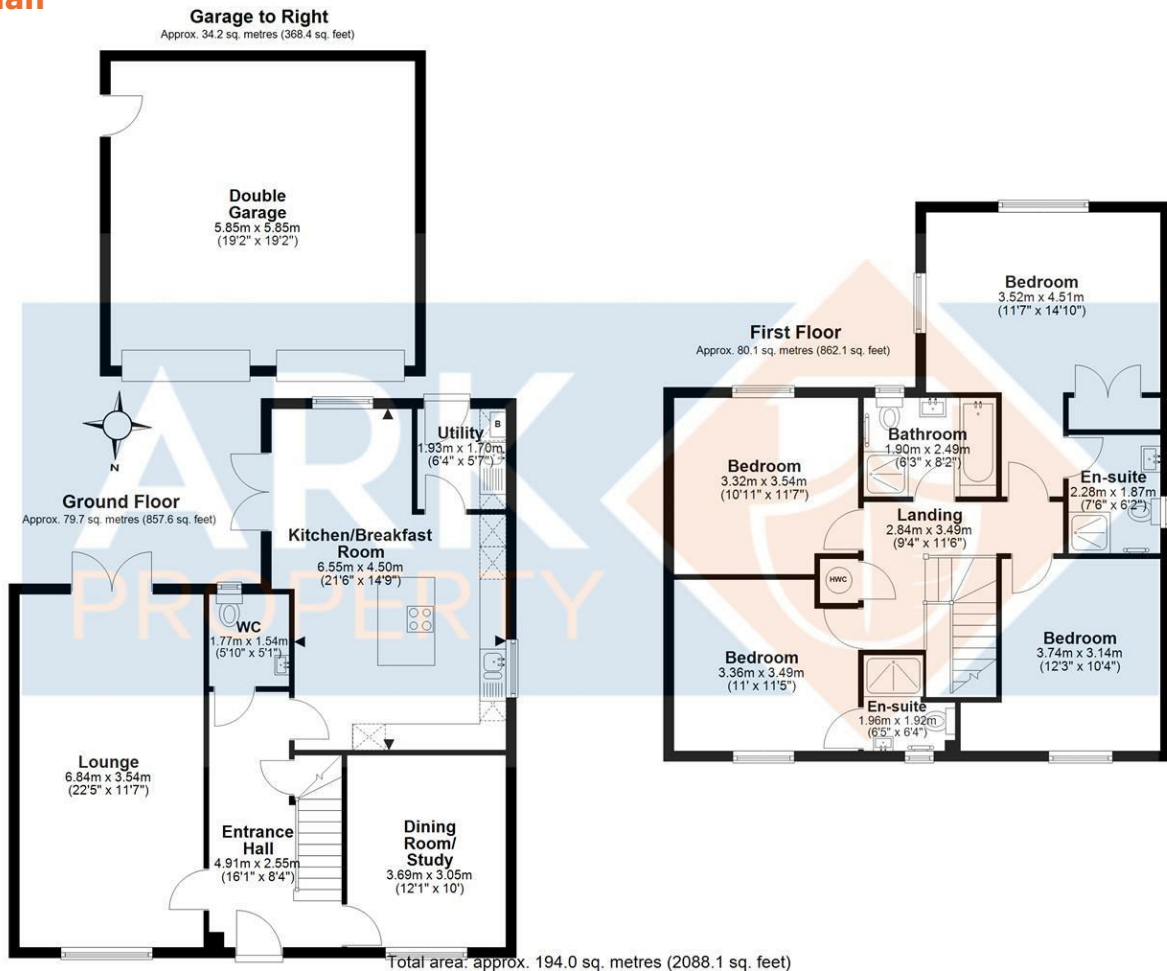 Garage to Right
Approx. 34.2 sq. metres (368.4 sq. feet)
Double
Garage
5.85m x 5.85m
(19'2" x 19'2")
N
Ground Floor
Approx. 79.7 sq. metres (857.6 sq. feet)
Utility
1.93m x 1.70m
(6'4" x 5'7")
B
Kitchen/Breakfast
Room
6.55m x 4.50m
(21'6" x 14'9")
WC
1.77m x 1.54m
(5'10" x 5'1")
Lounge
6.84m x 3.54m
(22'5" x 11'7")
Entrance
Hall
4.91m x 2.55m
(16'1" x 8'4")
Dining
Room/
Study
3.69m x 3.05m
(12'1" x 10')
First Floor
Approx. 80.1 sq. metres (862.1 sq. feet)
Bedroom
3.52m x 4.51m
(11'7" x 14'10")
Bedroom
3.32m x 3.54m
(10'11" x 11'7")
Bathroom
1.90m x 2.49m
(6'3" x 8'2")
En-suite
2.28m x 1.87m
(7'6" x 6'2")
Landing
2.84m x 3.49m
(9'4" x 11'6")
HWC
Bedroom
3.36m x 3.49m
(11' x 11'5")
En-suite
1.96m x 1.92m
(6'5" x 6'4")
Bedroom
3.74m x 3.14m
(12'3" x 10'4")
Total area: approx. 194.0 sq. metres (2088.1 sq. feet)
ARK
PROPERTY